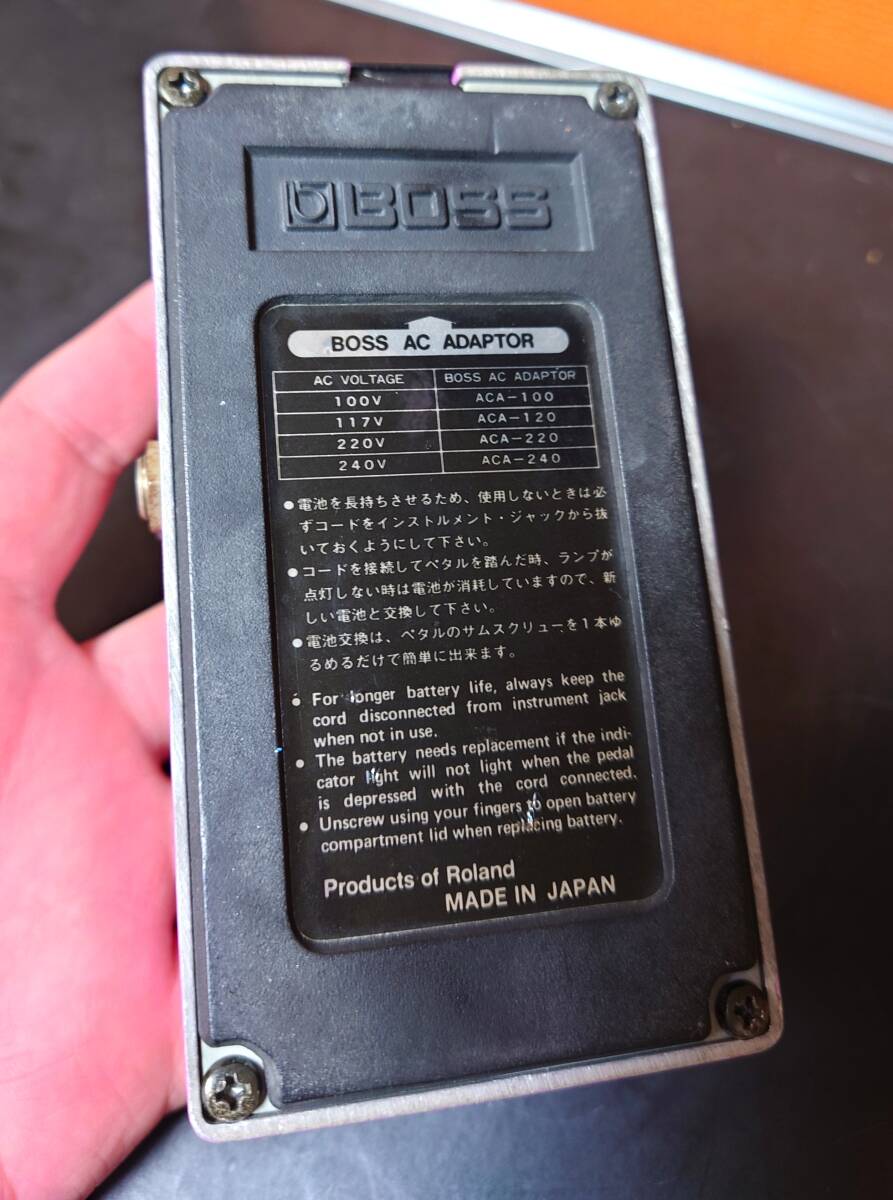 BOSS
BOSS AC ADAPTOR
AC VOLTAGE BOSS AC ADAPTOR
100V ACA-100
117V ACA-120
220V ACA-220
240V ACA-240
●電池を長持ちさせるため、使用しないときは必
ずコードをインストルメント・ジャックから抜
いておくようにして下さい。
●コードを接続してペタルを踏んだ時、ランプが
点灯しない時は電池が消耗していますので、新
しい電池と交換して下さい。
●電池交換は、ペタルのサムスクリューを1本ゆ
るめるだけで簡単に出来ます。
● For longer battery life, always keep the
cord disconnected from instrument jack
when not in use.
● The battery needs replacement if the indi-
cator light will not light when the pedal
is depressed with the cord connected.
● Unscrew using your fingers to open battery
compartment lid when replacing battery.
Products of Roland
MADE IN JAPAN